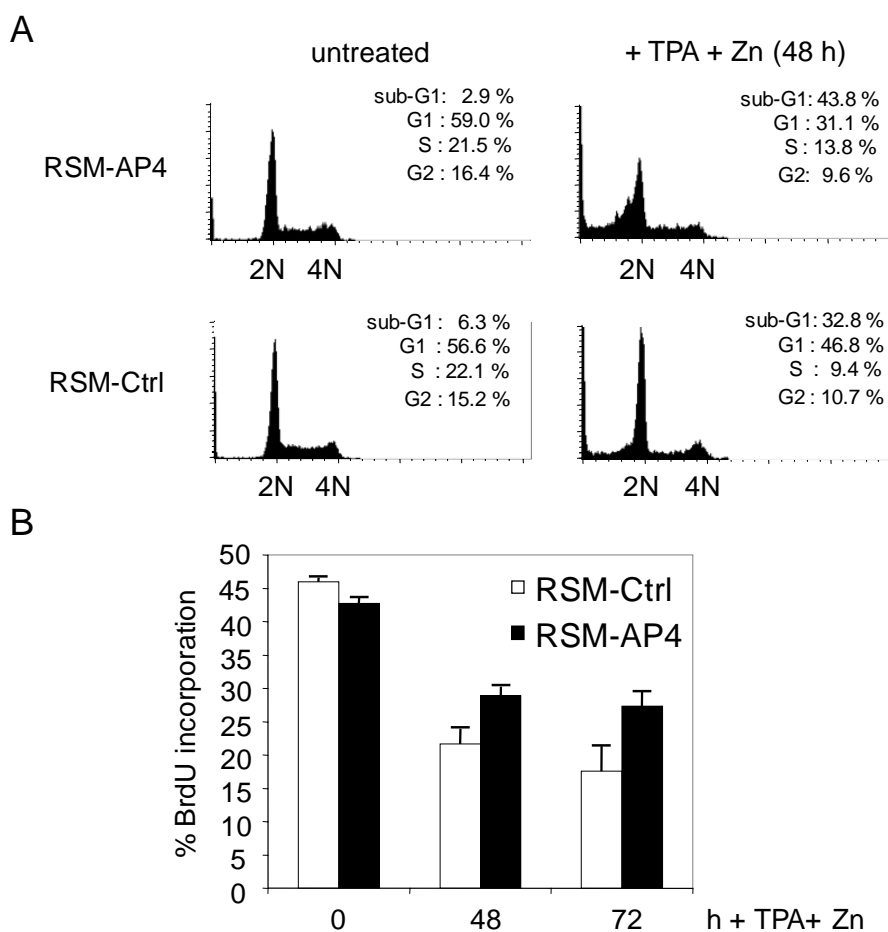 A
untreated
+ TPA + Zn (48 h)
RSM-AP4
sub-G1: 2.9 %
G1 : 59.0 %
S : 21.5 %
G2 : 16.4 %
2N 4N
sub-G1: 43.8 %
G1 : 31.1 %
S : 13.8 %
G2: 9.6 %
2N 4N
RSM-Ctrl
sub-G1 : 6.3 %
G1 : 56.6 %
S : 22.1 %
G2 : 15.2 %
2N 4N
sub-G1: 32.8 %
G1 : 46.8 %
S : 9.4 %
G2 : 10.7 %
2N 4N
B
% BrdU incorporation
50
45
40
35
30
25
20
15
10
5
0
RSM-Ctrl
RSM-AP4
0 48 72 h + TPA+ Zn